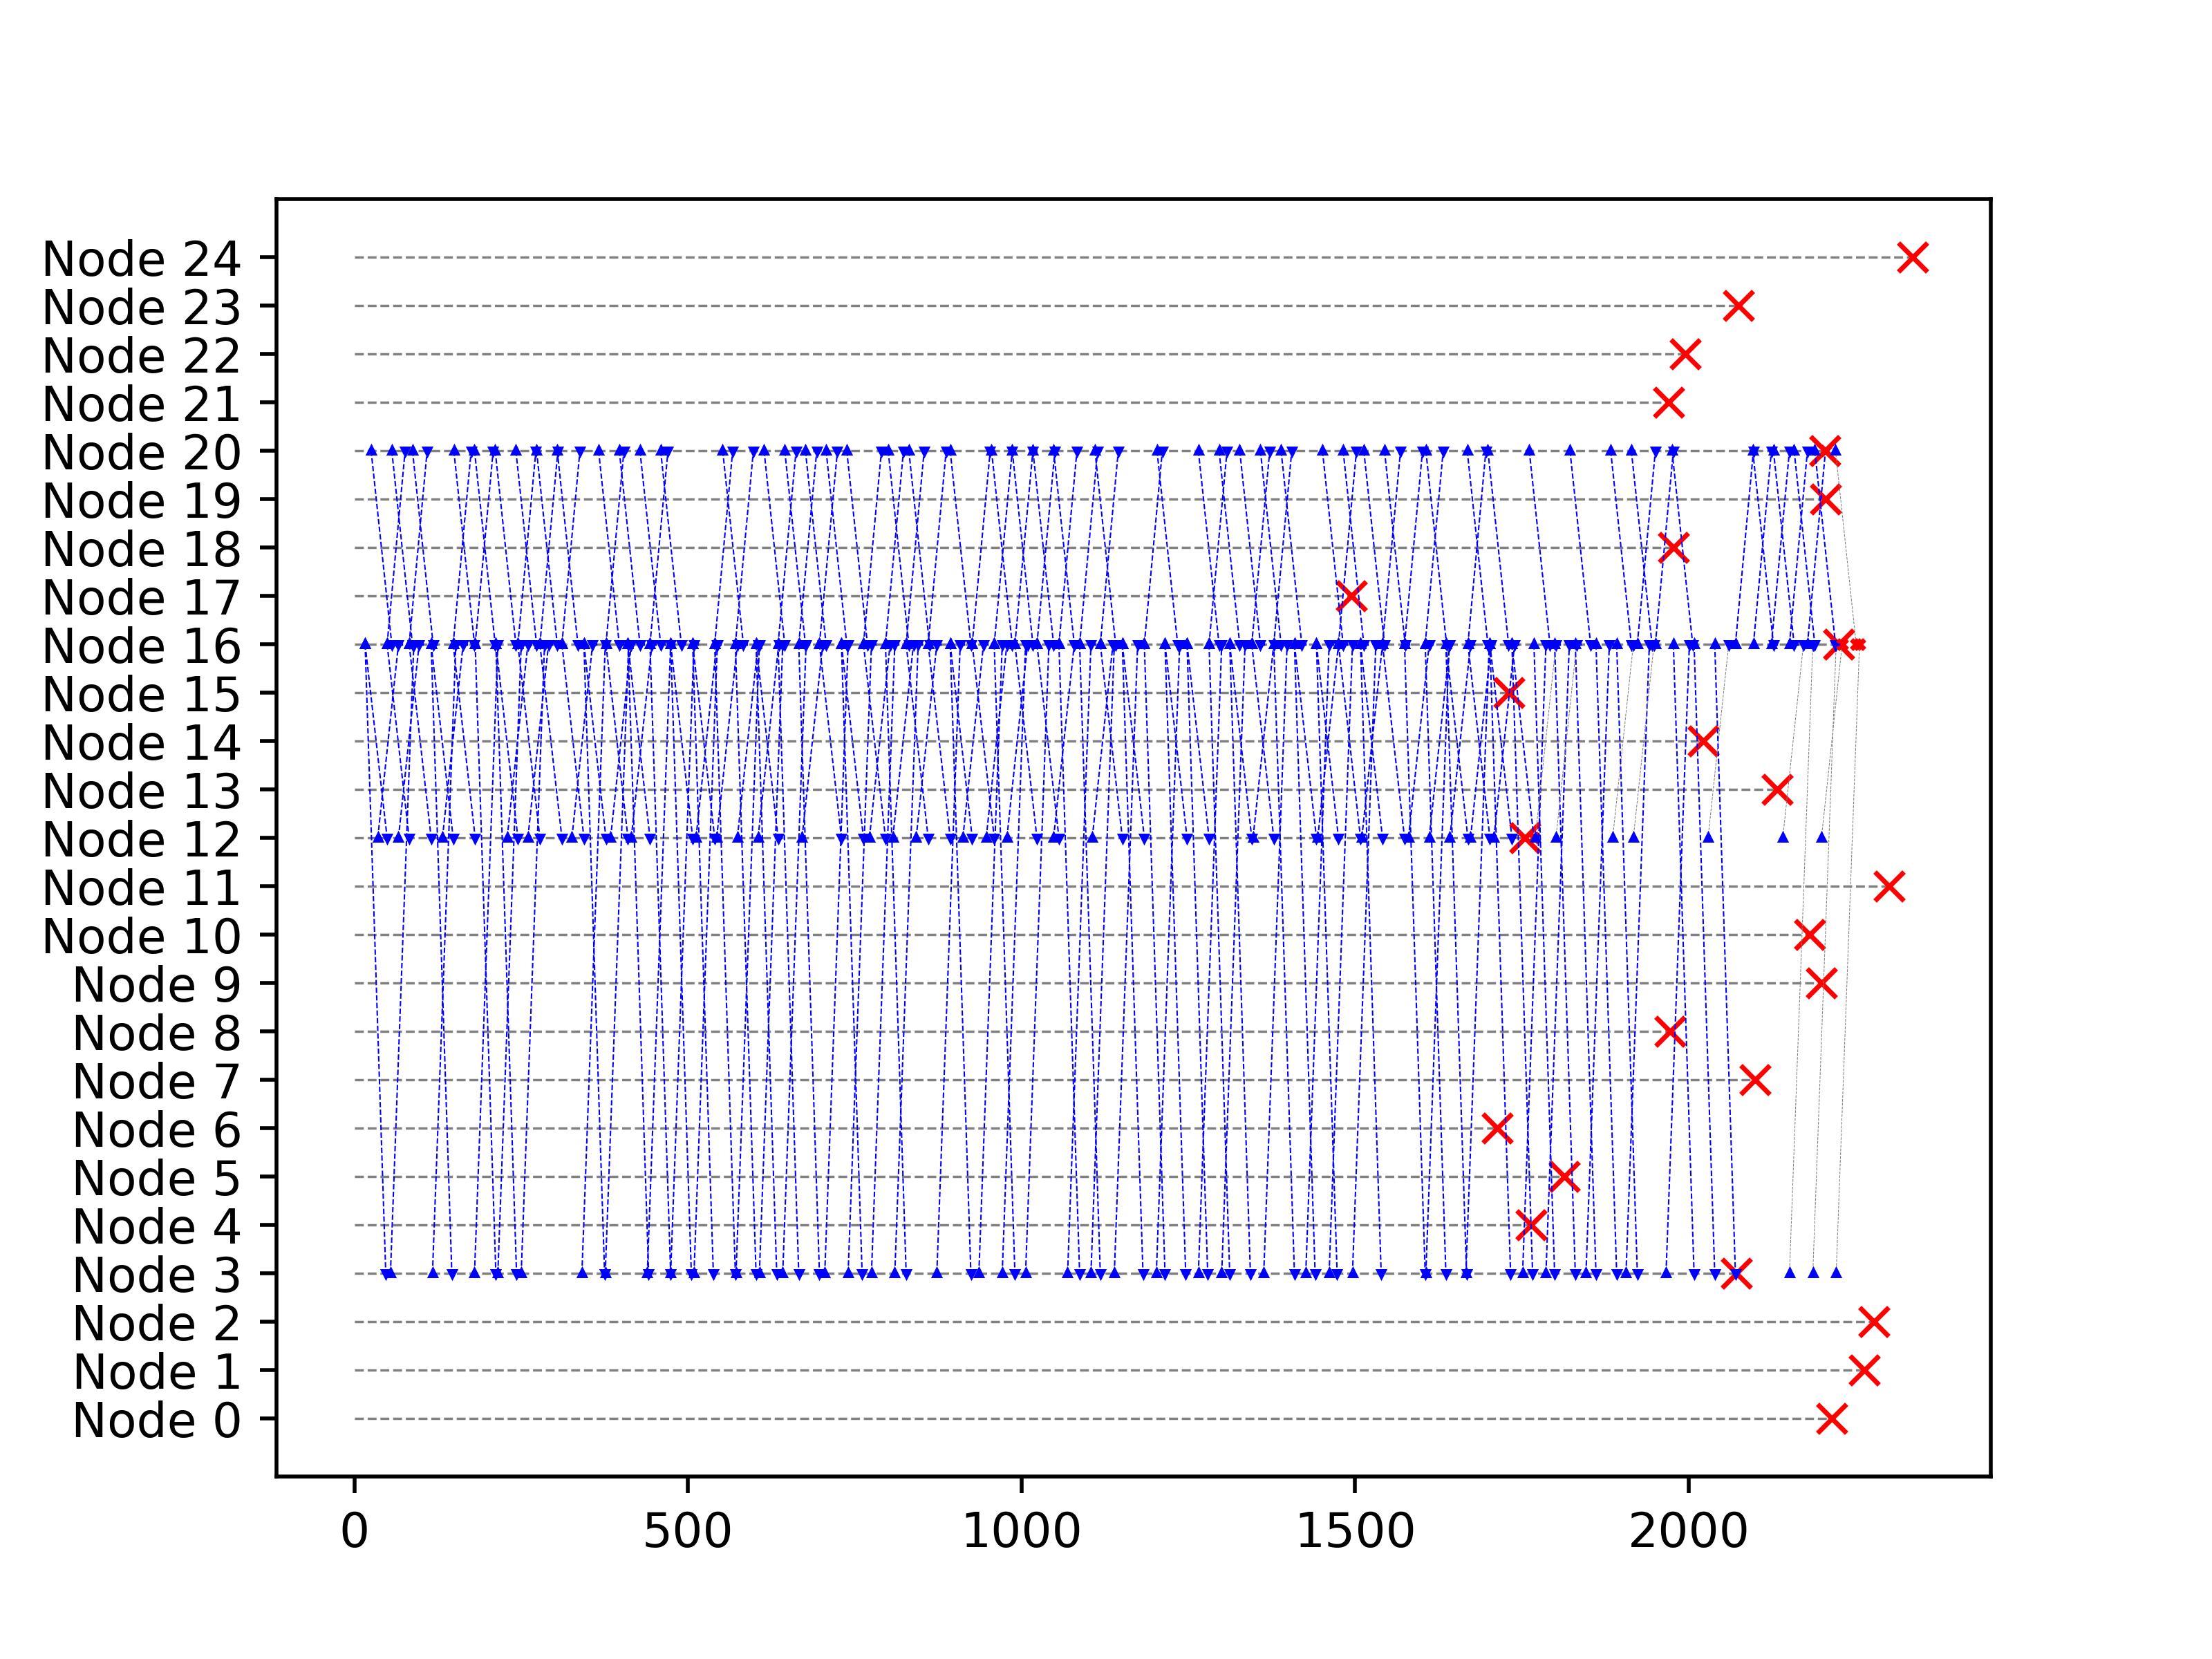 Node 24
Node 23
Node 22
Node 21
Node 20
Node 19
Node 18
Node 17
Node 16
Node 15
Node 14
Node 13
Node 12
Node 11
Node 10
Node 9
Node 8
Node 7
Node 6
Node 5
Node 4
Node 3
Node 2
Node 1
Node 0
0 500 1000 1500 2000